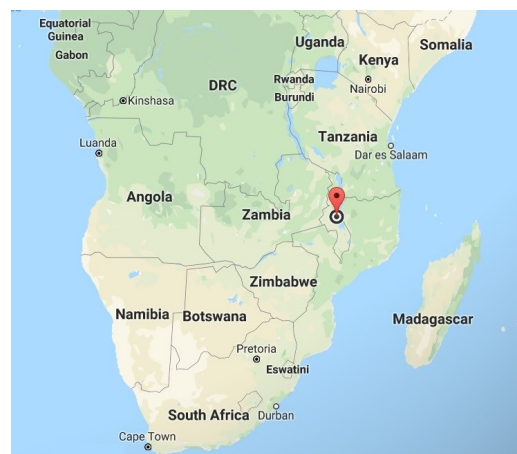 Equatorial
Guinea
Gabon
Uganda
Somalia
Kenya
DRC
Rwanda
Nairobi
Burundi
Kinshasa
Tanzania
Luanda
Dar es Salaam
Angola
Zambia
Zimbabwe
Namibia
Botswana
Madagascar
Pretoria
Eswatini
South Africa
Durban
Cape Town